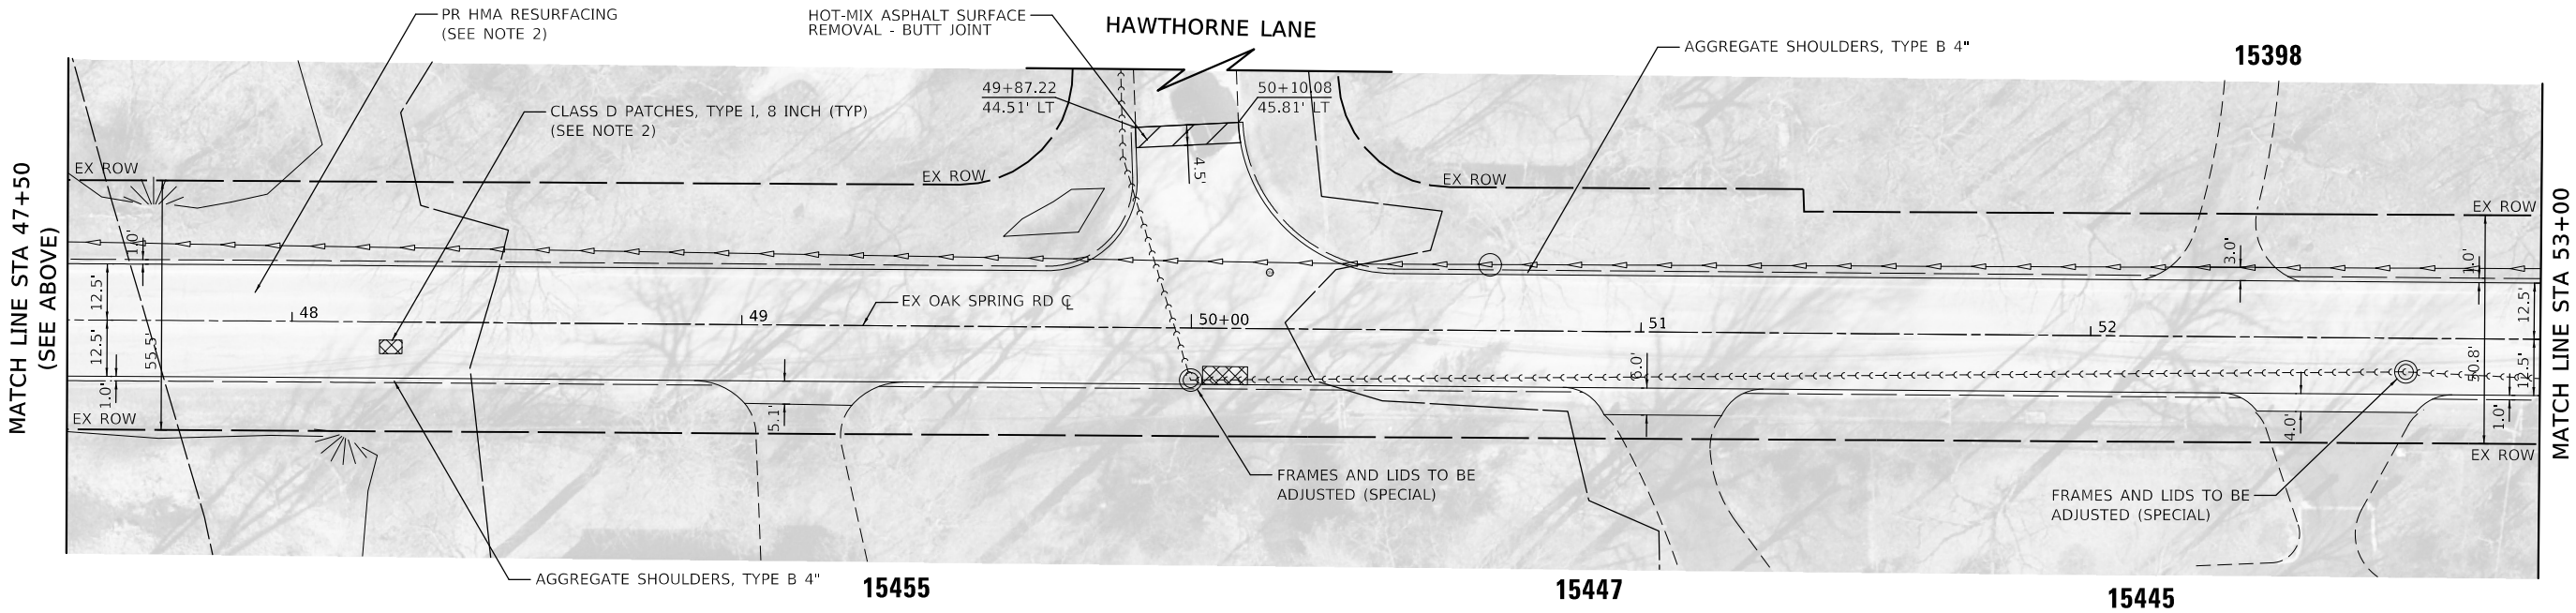 PR HMA RESURFACING
(SEE NOTE 2)
HOT-MIX ASPHALT SURFACE
REMOVAL - BUTT JOINT
HAWTHORNE LANE
AGGREGATE SHOULDERS, TYPE B 4"
15398
CLASS D PATCHES, TYPE I, 8 INCH (TYP)
(SEE NOTE 2)
49+87.22
44.51' LT
50+10.08
45.81' LT
4.5'
EX ROW
EX ROW
EX ROW
EX ROW
MATCH LINE STA 47+50
(SEE ABOVE)
MATCH LINE STA 53+00
1.0'
3.0'
1.0'
12.5'
12.5'
EX OAK SPRING RD ℄
48
49
50+00
51
52
12.5'
12.5'
55.5'
6.0'
50.8'
1.0'
5.1'
4.0'
1.0'
EX ROW
EX ROW
FRAMES AND LIDS TO BE
ADJUSTED (SPECIAL)
FRAMES AND LIDS TO BE
ADJUSTED (SPECIAL)
AGGREGATE SHOULDERS, TYPE B 4"
15455
15447
15445